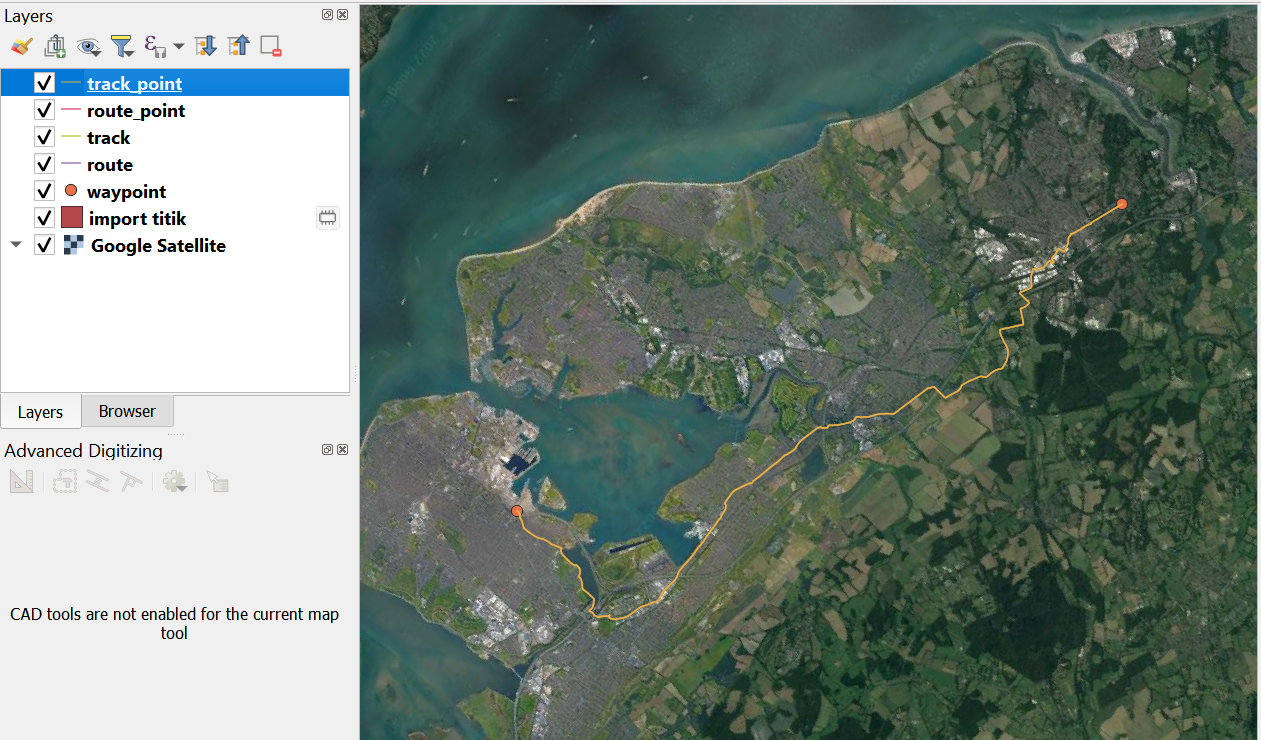 Layers
track_point
route_point
track
route
waypoint
import titik
Google Satellite
Layers
Browser
Advanced Digitizing
CAD tools are not enabled for the current map
tool